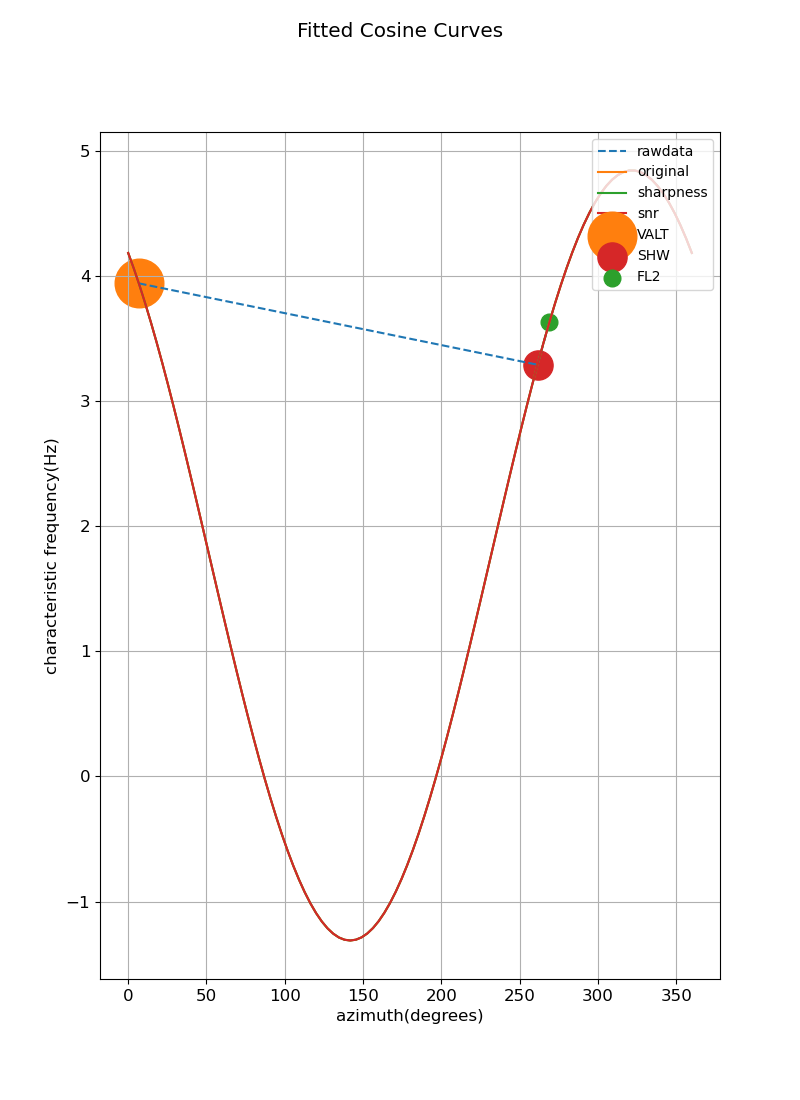 Fitted Cosine Curves
rawdata
original
sharpness
snr
VALT
SHW
FL2
characteristic frequency(Hz)
5
4
3
2
1
0
−1
0 50 100 150 200 250 300 350
azimuth(degrees)